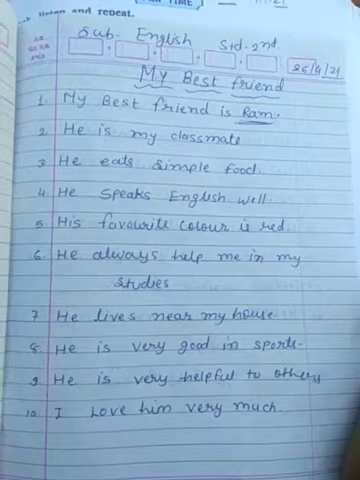 listen and repeat.
TIME
Sub- English
Std-2nd
26/4/21
My Best friend
1. My Best friend is Ram.
2. He is my classmate
3. He eats simple food.
4. He speaks English well.
5. His favourite colour is red.
6. He always help me in my
studies
7. He lives near my house.
8. He is very good in sports.
9. He is very helpful to others
10. I Love him very much.